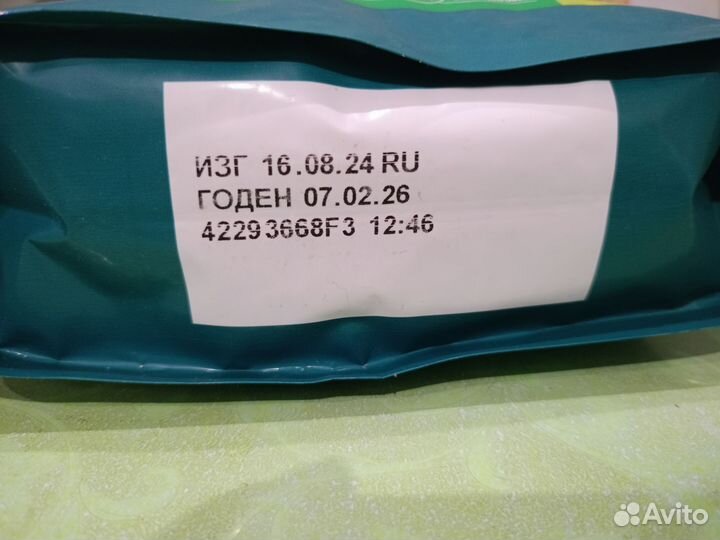 ИЗГ 16.08.24 RU
ГОДЕН 07.02.26
42293668F3 12:46
Avito